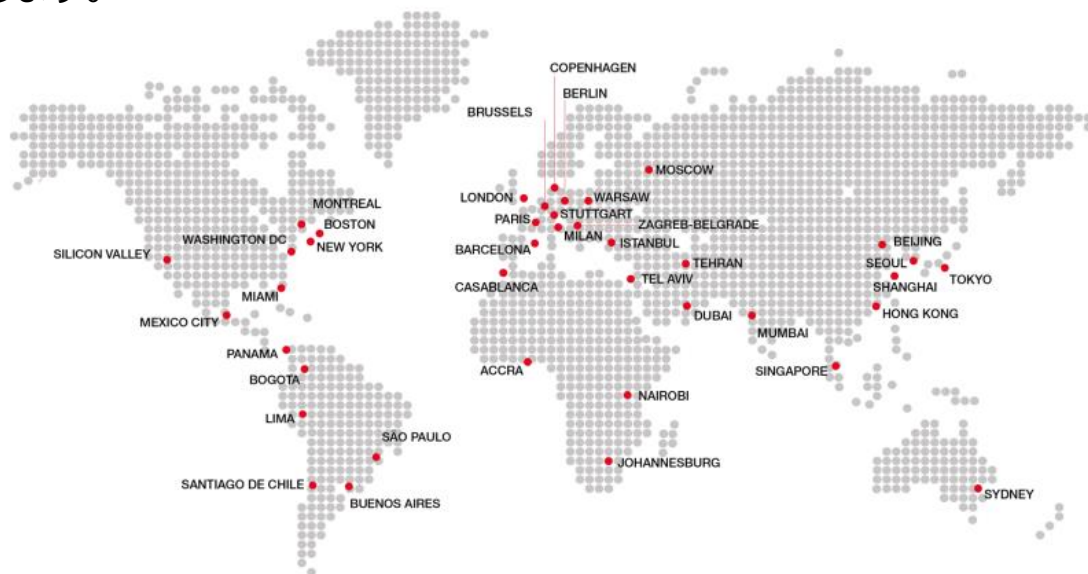 COPENHAGEN
BERLIN
BRUSSELS
MOSCOW
LONDON
WARSAW
MONTREAL
STUTTGART
BOSTON
PARIS
ZAGREB-BELGRADE
WASHINGTON DC
NEW YORK
MILAN
ISTANBUL
BEIJING
SILICON VALLEY
BARCELONA
TEHRAN
SEOUL
TOKYO
CASABLANCA
TEL AVIV
SHANGHAI
MIAMI
MEXICO CITY
DUBAI
HONG KONG
MUMBAI
PANAMA
ACCRA
SINGAPORE
BOGOTA
NAIROBI
LIMA
SÃO PAULO
JOHANNESBURG
SANTIAGO DE CHILE
BUENOS AIRES
SYDNEY